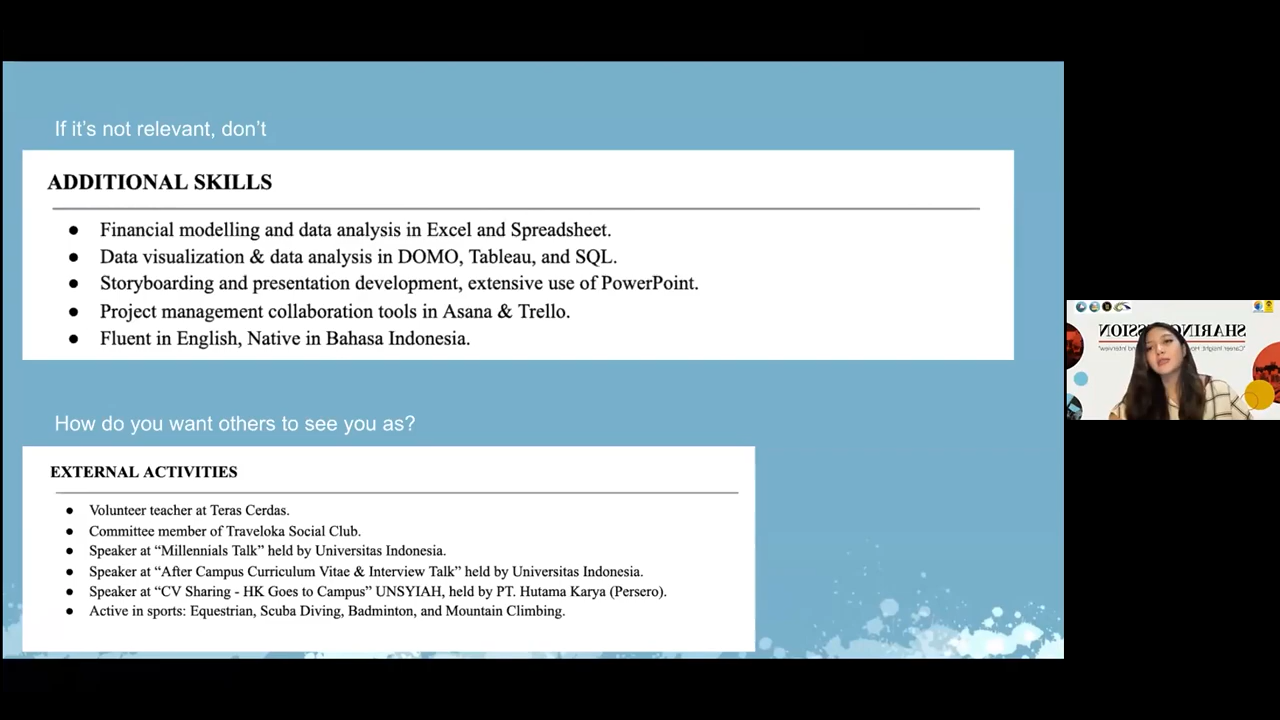 If it's not relevant, don't
ADDITIONAL SKILLS
● Financial modelling and data analysis in Excel and Spreadsheet.
● Data visualization & data analysis in DOMO, Tableau, and SQL.
● Storyboarding and presentation development, extensive use of PowerPoint.
● Project management collaboration tools in Asana & Trello.
● Fluent in English, Native in Bahasa Indonesia.
How do you want others to see you as?
EXTERNAL ACTIVITIES
● Volunteer teacher at Teras Cerdas.
● Committee member of Traveloka Social Club.
● Speaker at “Millennials Talk” held by Universitas Indonesia.
● Speaker at “After Campus Curriculum Vitae & Interview Talk” held by Universitas Indonesia.
● Speaker at “CV Sharing - HK Goes to Campus” UNSYIAH, held by PT. Hutama Karya (Persero).
● Active in sports: Equestrian, Scuba Diving, Badminton, and Mountain Climbing.
SHARING SESSION
"Career Insight: How